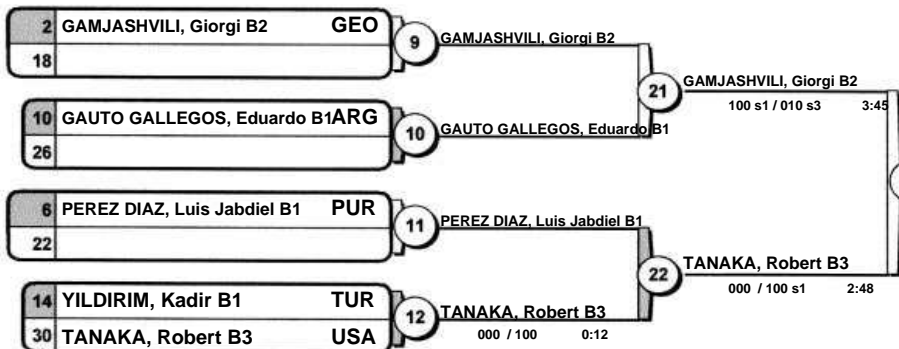 2 GAMJASHVILI, Giorgi B2 GEO
18
9
GAMJASHVILI, Giorgi B2
10 GAUTO GALLEGOS, Eduardo B1 ARG
26
10
GAUTO GALLEGOS, Eduardo B1
21
GAMJASHVILI, Giorgi B2
100 s1 / 010 s3 3:45
6 PEREZ DIAZ, Luis Jabdiel B1 PUR
22
11
PEREZ DIAZ, Luis Jabdiel B1
14 YILDIRIM, Kadir B1 TUR
30 TANAKA, Robert B3 USA
12
TANAKA, Robert B3
000 / 100 0:12
22
TANAKA, Robert B3
000 / 100 s1 2:48